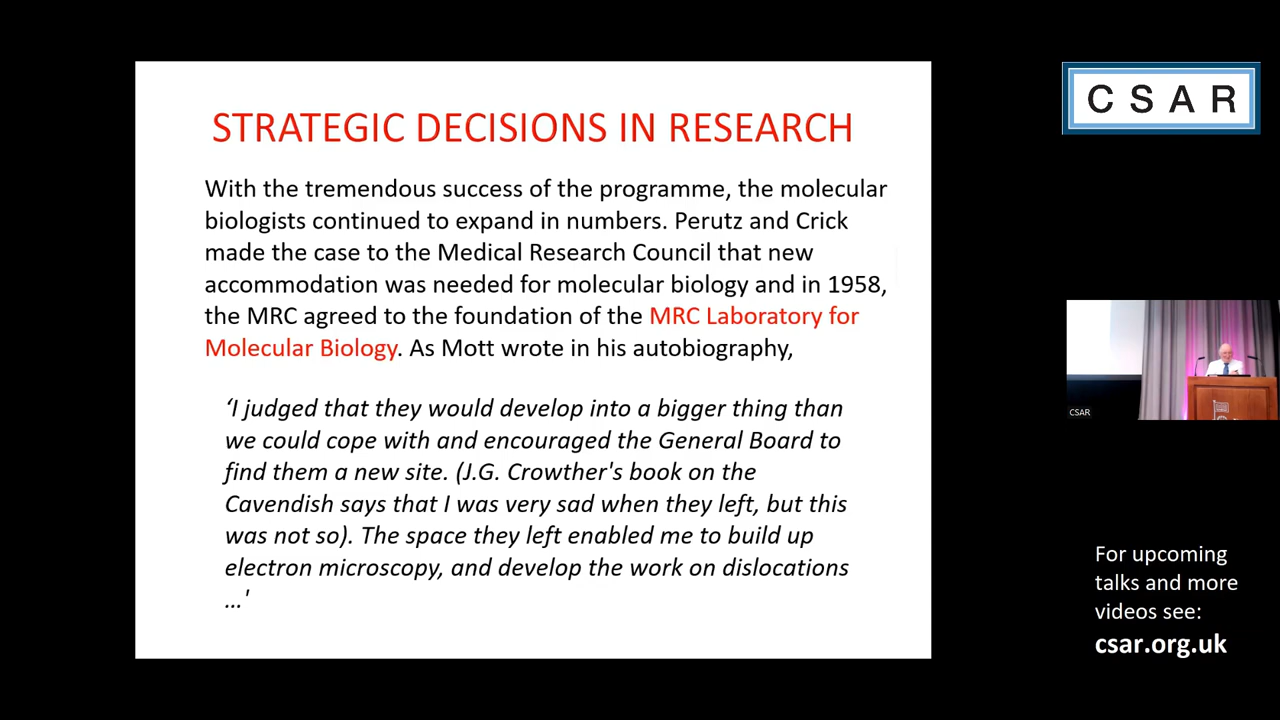 STRATEGIC DECISIONS IN RESEARCH
With the tremendous success of the programme, the molecular
biologists continued to expand in numbers. Perutz and Crick
made the case to the Medical Research Council that new
accommodation was needed for molecular biology and in 1958,
the MRC agreed to the foundation of the MRC Laboratory for
Molecular Biology. As Mott wrote in his autobiography,
‘I judged that they would develop into a bigger thing than
we could cope with and encouraged the General Board to
find them a new site. (J.G. Crowther's book on the
Cavendish says that I was very sad when they left, but this
was not so). The space they left enabled me to build up
electron microscopy, and develop the work on dislocations
…'
CSAR
CSAR
For upcoming
talks and more
videos see:
csar.org.uk